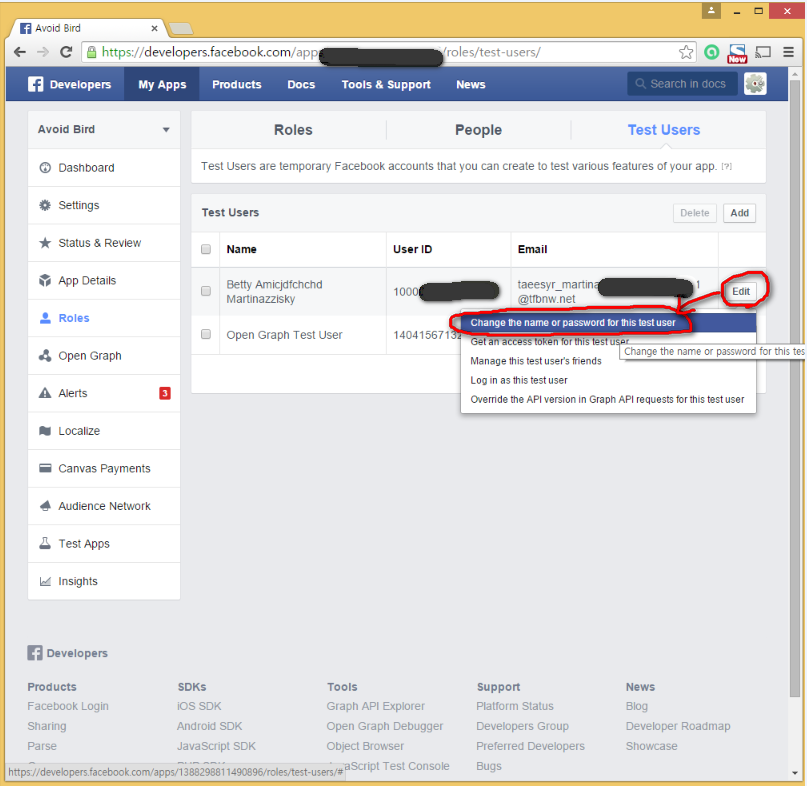 Avoid Bird
https://developers.facebook.com/apps /roles/test-users/
New
Developers My Apps Products Docs Tools & Support News Search in docs
Avoid Bird
Dashboard
Settings
Status & Review
App Details
Roles
Open Graph
Alerts 3
Localize
Canvas Payments
Audience Network
Test Apps
Insights
Roles People Test Users
Test Users are temporary Facebook accounts that you can create to test various features of your app. [?]
Test Users Delete Add
Name User ID Email
Betty Amicjdfchchd
Martinazzisky
1000
taeesyr_martina 1
@tfbnw.net
Edit
Open Graph Test User 1404156713
Change the name or password for this test user
Get an access token for this test user
Change the name or password for this tes
Manage this test user's friends
Log in as this test user
Override the API version in Graph API requests for this test user
Developers
Products SDKs Tools Support News
Facebook Login iOS SDK Graph API Explorer Platform Status Blog
Sharing Android SDK Open Graph Debugger Developers Group Developer Roadmap
Parse JavaScript SDK Object Browser Preferred Developers Showcase
JavaScript Test Console Bugs
https://developers.facebook.com/apps/1388298811490896/roles/test-users/#